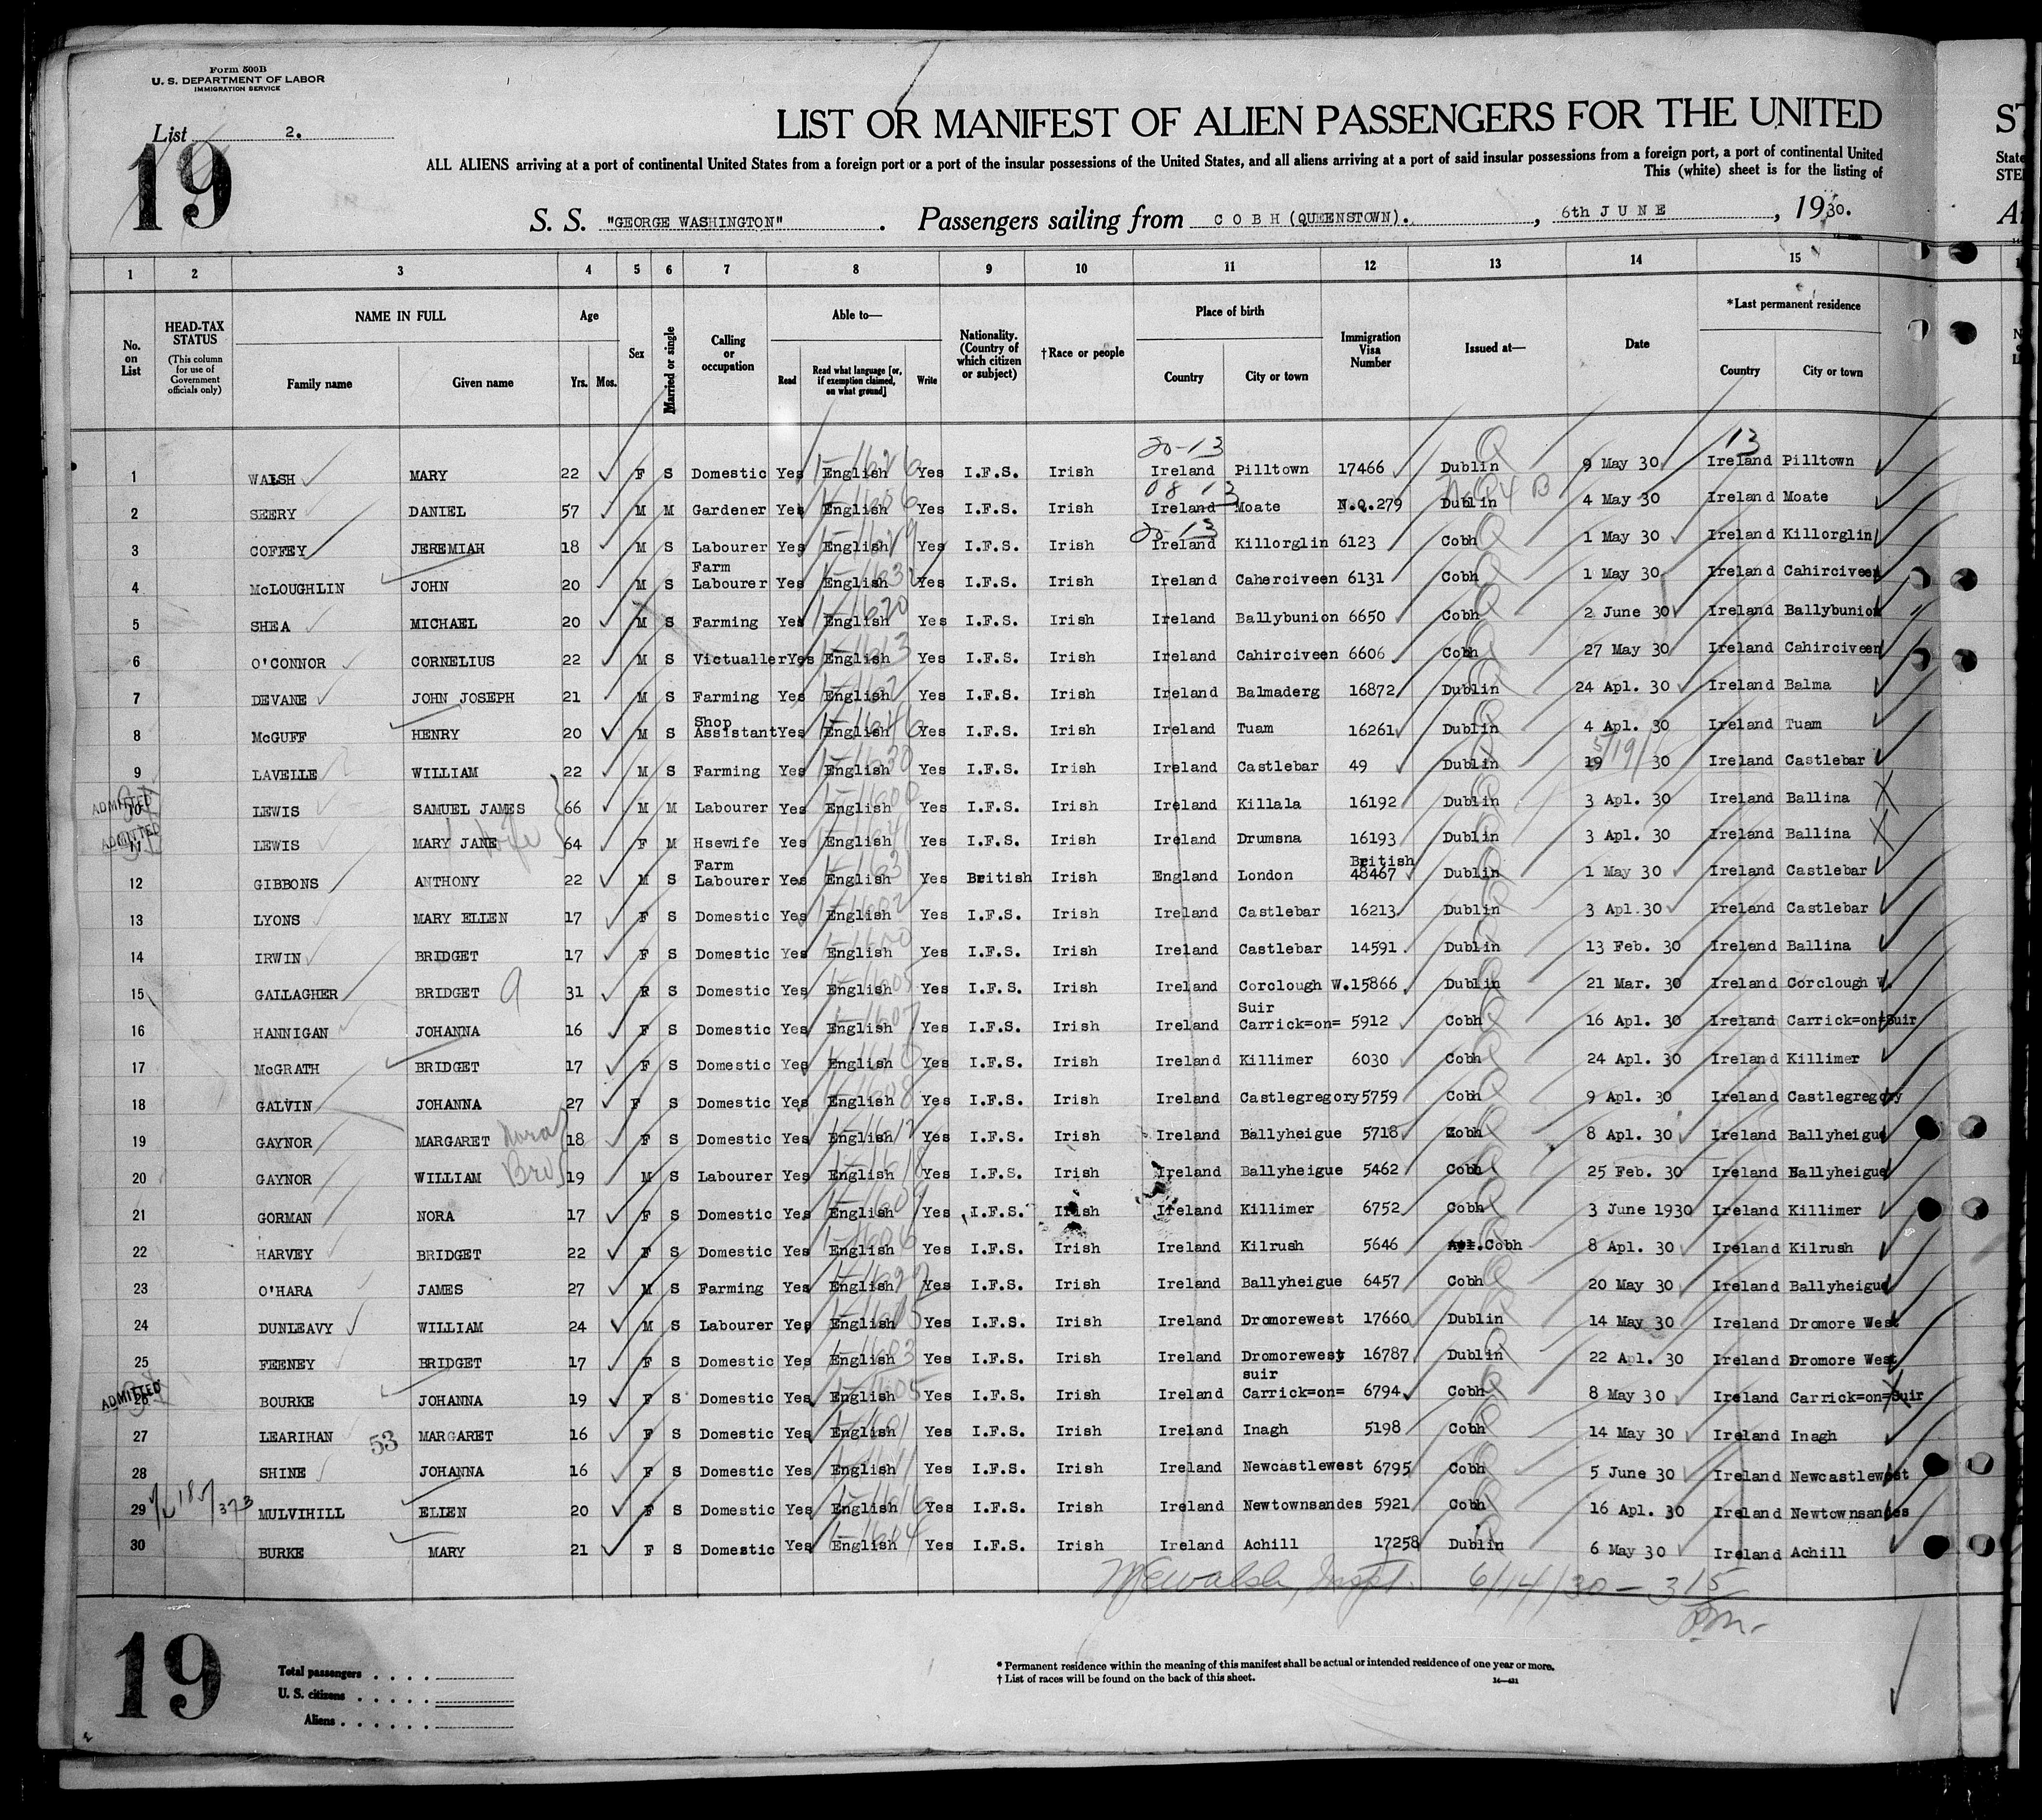 Form 500B
U. S. DEPARTMENT OF LABOR
IMMIGRATION SERVICE
List 2.
19
LIST OR MANIFEST OF ALIEN PASSENGERS FOR THE UNITED
ALL ALIENS arriving at a port of continental United States from a foreign port or a port of the insular possessions of the United States, and all aliens arriving at a port of said insular possessions from a foreign port, a port of continental United
This (white) sheet is for the listing of
S. S. "GEORGE WASHINGTON". Passengers sailing from COBH (QUEENSTOWN)., 6th JUNE, 1930.
1 2 3 4 5 6 7 8 9 10 11 12 13 14 15
No. on List
HEAD-TAX STATUS (This column for use of Government officials only)
NAME IN FULL Family name Given name
Age Yrs. Mos.
Sex
Married or single
Calling or occupation
Able to— Read Read what language [or, if exemption claimed, on what ground] Write
Nationality. (Country of which citizen or subject)
†Race or people
Place of birth Country City or town
Immigration Visa Number
Issued at—
Date
*Last permanent residence Country City or town
20-13 13
1 WALSH MARY 22 F S Domestic Yes English Yes I.F.S. Irish Ireland Pilltown 17466 Dublin 9 May 30 Ireland Pilltown
2 SEERY DANIEL 57 M M Gardener Yes English Yes I.F.S. Irish Ireland Moate N.Q.279 Dublin 4 May 30 Ireland Moate
3 COFFEY JEREMIAH 18 M S Labourer Yes English Yes I.F.S. Irish Ireland Killorglin 6123 Cobh 1 May 30 Ireland Killorglin
4 McLOUGHLIN JOHN 20 M S Farm Labourer Yes English Yes I.F.S. Irish Ireland Caherciveen 6131 Cobh 1 May 30 Ireland Cahirciveen
5 SHEA MICHAEL 20 M S Farming Yes English Yes I.F.S. Irish Ireland Ballybunion 6650 Cobh 2 June 30 Ireland Ballybunion
6 O'CONNOR CORNELIUS 22 M S Victualler Yes English Yes I.F.S. Irish Ireland Cahirciveen 6606 Cobh 27 May 30 Ireland Cahirciveen
7 DEVANE JOHN JOSEPH 21 M S Farming Yes English Yes I.F.S. Irish Ireland Balmaderg 16872 Dublin 24 Apl. 30 Ireland Balma
8 McGUFF HENRY 20 M S Shop Assistant Yes English Yes I.F.S. Irish Ireland Tuam 16261 Dublin 4 Apl. 30 Ireland Tuam
9 LAVELLE WILLIAM 22 M S Farming Yes English Yes I.F.S. Irish Ireland Castlebar 49 Dublin 19 5/19/ 30 Ireland Castlebar
ADMITTED 10 LEWIS SAMUEL JAMES 66 M M Labourer Yes English Yes I.F.S. Irish Ireland Killala 16192 Dublin 3 Apl. 30 Ireland Ballina
ADMITTED 11 LEWIS MARY JANE wife 64 F M Hsewife Yes English Yes I.F.S. Irish Ireland Drumsna 16193 Dublin 3 Apl. 30 Ireland Ballina
12 GIBBONS ANTHONY 22 M S Farm Labourer Yes English Yes British Irish England London British 48467 Dublin 1 May 30 Ireland Castlebar
13 LYONS MARY ELLEN 17 F S Domestic Yes English Yes I.F.S. Irish Ireland Castlebar 16213 Dublin 3 Apl.30 Ireland Castlebar
14 IRWIN BRIDGET 17 F S Domestic Yes English Yes I.F.S. Irish Ireland Castlebar 14591 Dublin 13 Feb. 30 Ireland Ballina
15 GALLAGHER BRIDGET 31 F S Domestic Yes English Yes I.F.S. Irish Ireland Corclough W. 15866 Dublin 21 Mar. 30 Ireland Corclough W.
16 HANNIGAN JOHANNA 16 F S Domestic Yes English Yes I.F.S. Irish Ireland Carrick=on= Suir 5912 Cobh 16 Apl. 30 Ireland Carrick=on=Suir
17 McGRATH BRIDGET 17 F S Domestic Yes English Yes I.F.S. Irish Ireland Killimer 6030 Cobh 24 Apl. 30 Ireland Killimer
18 GALVIN JOHANNA 27 F S Domestic Yes English Yes I.F.S. Irish Ireland Castlegregory 5759 Cobh 9 Apl. 30 Ireland Castlegregory
19 GAYNOR MARGARET Nora 18 F S Domestic Yes English Yes I.F.S. Irish Ireland Ballyheigue 5718 Cobh 8 Apl. 30 Ireland Ballyheigue
20 GAYNOR WILLIAM Bro 19 M S Labourer Yes English Yes I.F.S. Irish Ireland Ballyheigue 5462 Cobh 25 Feb. 30 Ireland Ballyheigue
21 GORMAN NORA 17 F S Domestic Yes English Yes I.F.S. Irish Ireland Killimer 6752 Cobh 3 June 1930 Ireland Killimer
22 HARVEY BRIDGET 22 F S Domestic Yes English Yes I.F.S. Irish Ireland Kilrush 5646 Apl. Cobh 8 Apl. 30 Ireland Kilrush
23 O'HARA JAMES 27 M S Farming Yes English Yes I.F.S. Irish Ireland Ballyheigue 6457 Cobh 20 May 30 Ireland Ballyheigue
24 DUNLEAVY WILLIAM 24 M S Labourer Yes English Yes I.F.S. Irish Ireland Dromorewest 17660 Dublin 14 May 30 Ireland Dromore West
25 FEENEY BRIDGET 17 F S Domestic Yes English Yes I.F.S. Irish Ireland Dromorewest 16787 Dublin 22 Apl. 30 Ireland Dromore West
ADMITTED 26 BOURKE JOHANNA 19 F S Domestic Yes English Yes I.F.S. Irish Ireland Carrick=on= suir 6794 Cobh 8 May 30 Ireland Carrick=on=Suir
27 LEARIHAN 53 MARGARET 16 F S Domestic Yes English Yes I.F.S. Irish Ireland Inagh 5198 Cobh 14 May 30 Ireland Inagh
28 SHINE JOHANNA 16 F S Domestic Yes English Yes I.F.S. Irish Ireland Newcastlewest 6795 Cobh 5 June 30 Ireland Newcastlewest
29 MULVIHILL ELLEN 20 F S Domestic Yes English Yes I.F.S. Irish Ireland Newtownsandes 5921 Cobh 16 Apl. 30 Ireland Newtownsandes
30 BURKE MARY 21 F S Domestic Yes English Yes I.F.S. Irish Ireland Achill 17258 Dublin 6 May 30 Ireland Achill
6/14/30 - 315 pm.
19
Total passengers
U. S. citizens
Aliens
* Permanent residence within the meaning of this manifest shall be actual or intended residence of one year or more.
† List of races will be found on the back of this sheet.